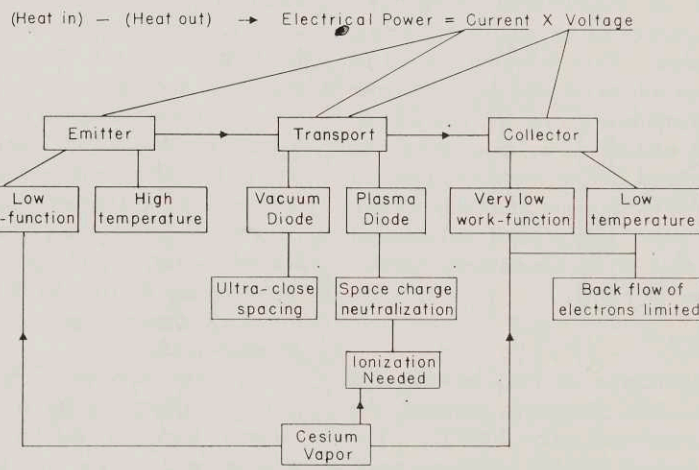 (Heat in) — (Heat out) → Electrical Power = Current X Voltage
Emitter
Transport
Collector
Low
-function
High
temperature
Vacuum
Diode
Plasma
Diode
Very low
work-function
Low
temperature
Ultra-close
spacing
Space charge
neutralization
Back flow of
electrons limited
Ionization
Needed
Cesium
Vapor